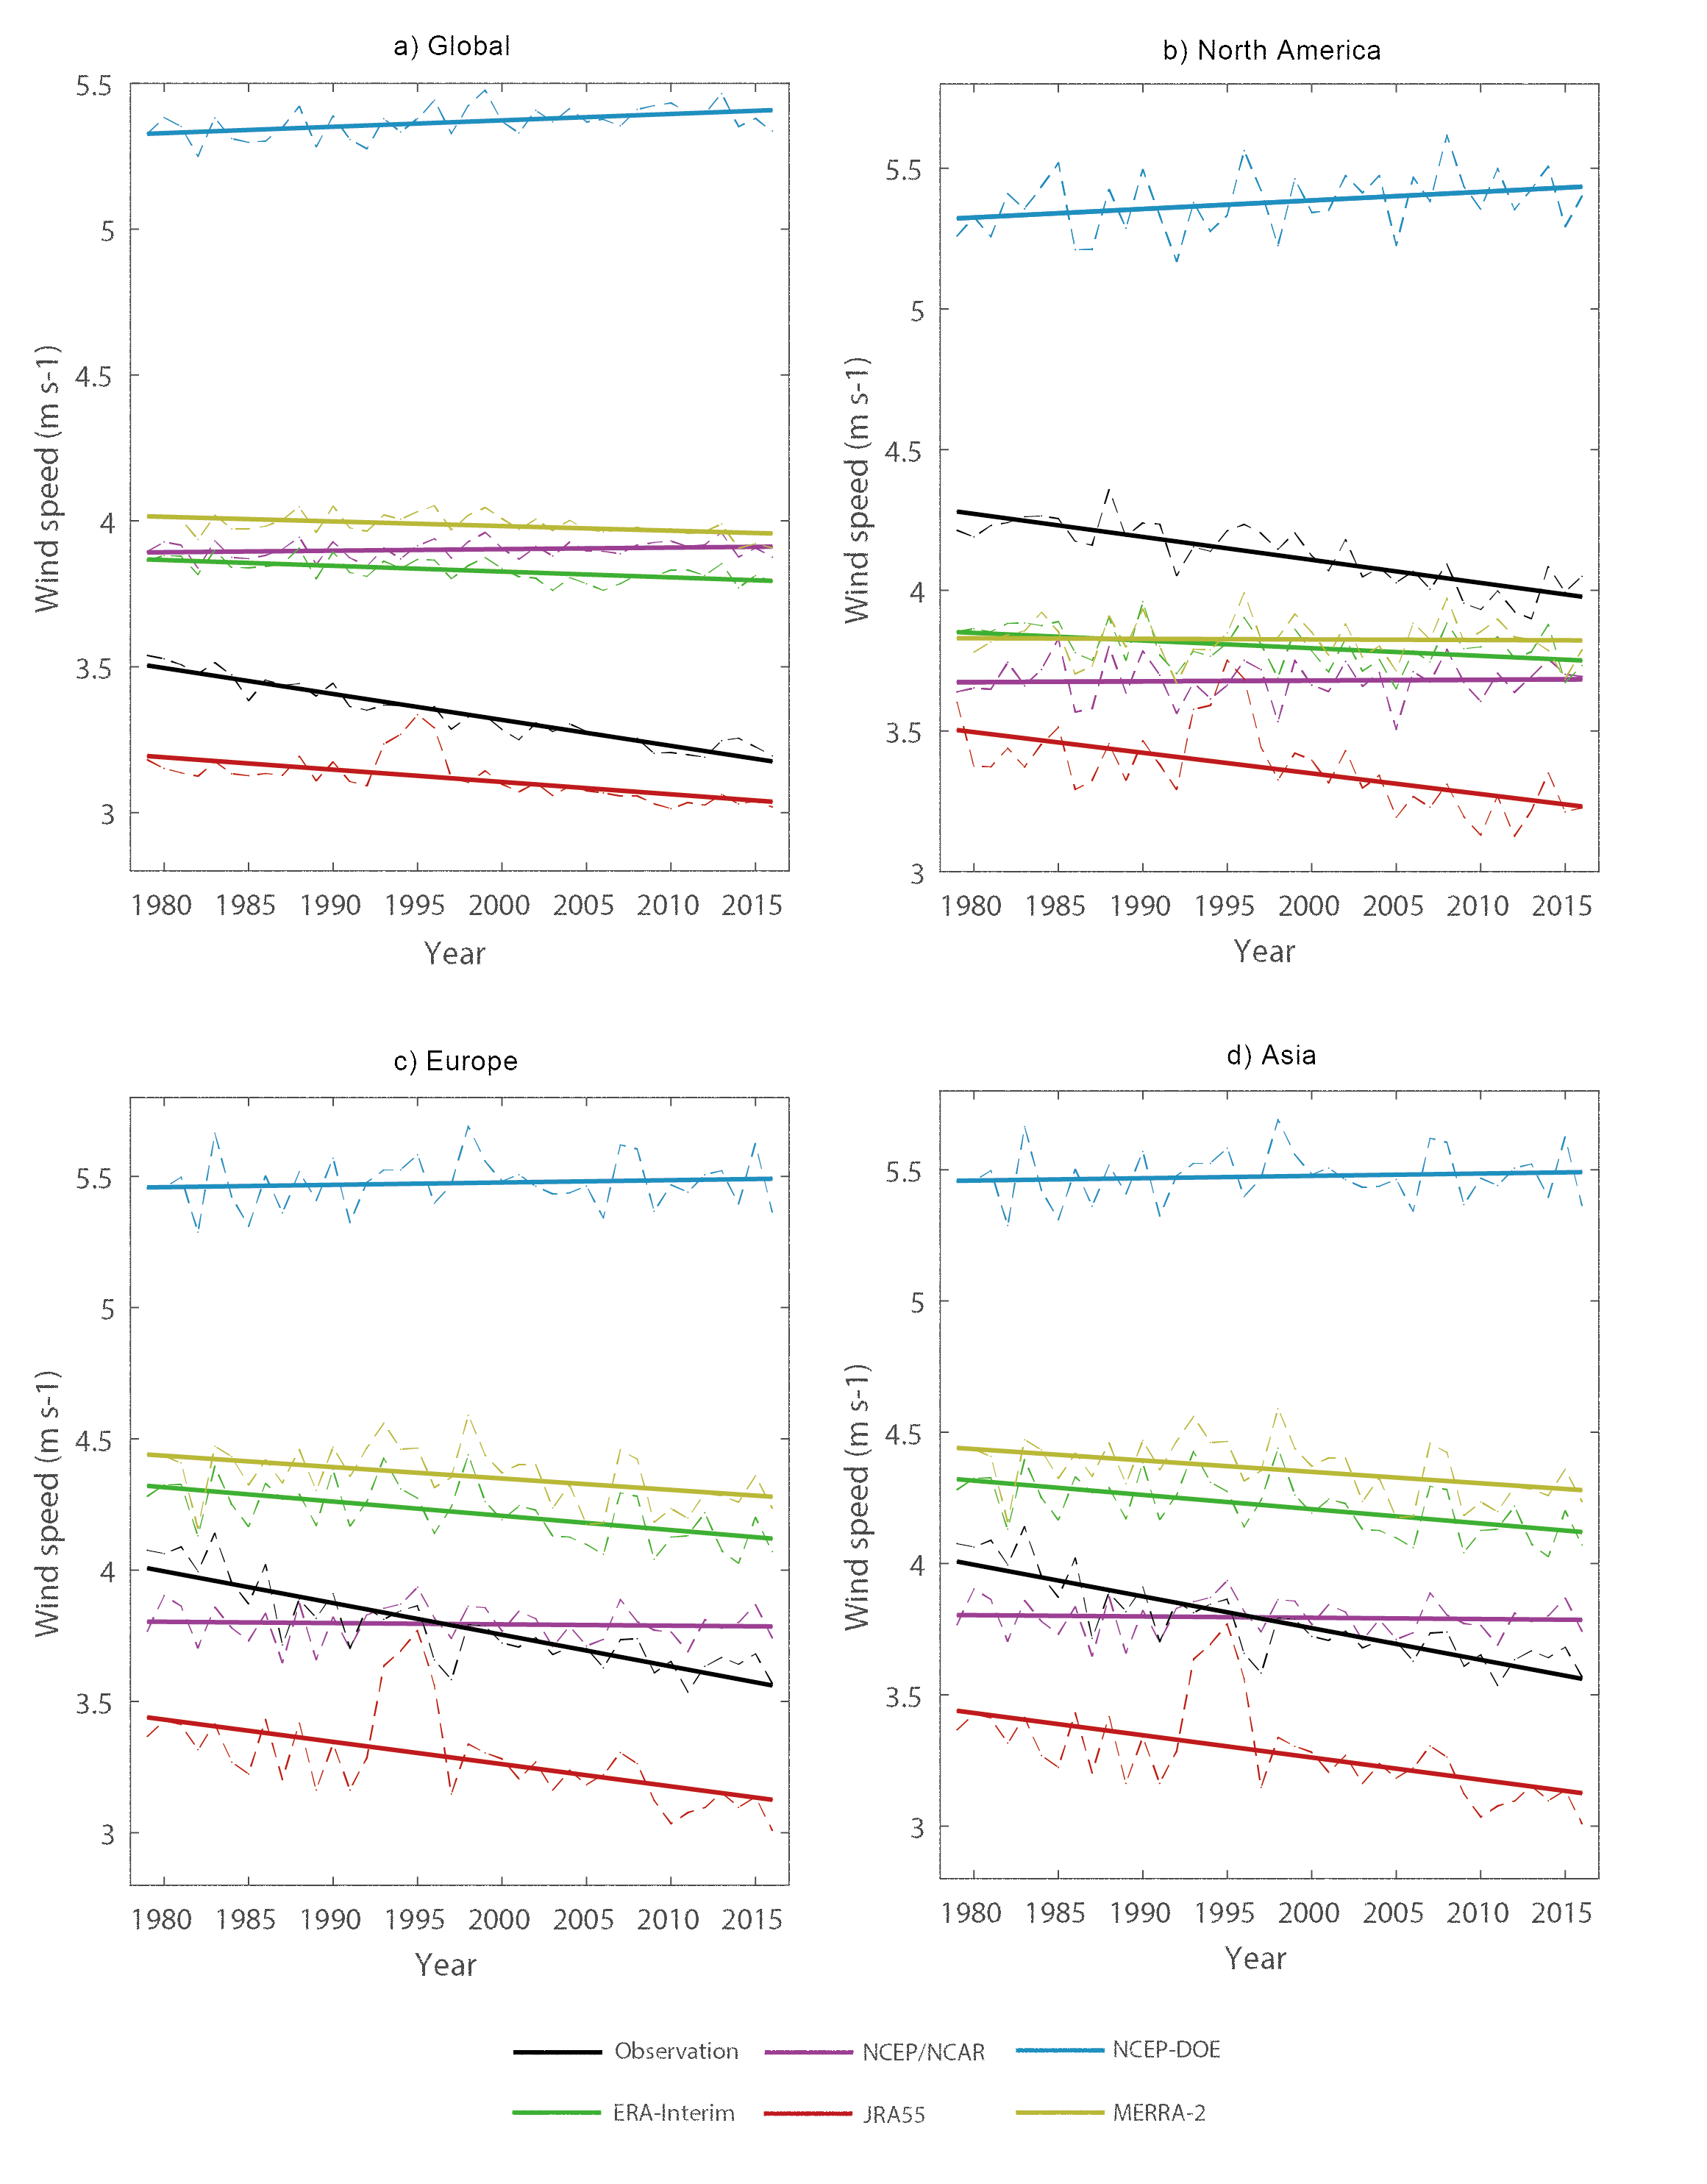 a) Global
5.5
5
4.5
4
3.5
3
Wind speed (m s-1)
1980 1985 1990 1995 2000 2005 2010 2015
Year
b) North America
5.5
5
4.5
4
3.5
3
Wind speed (m s-1)
1980 1985 1990 1995 2000 2005 2010 2015
Year
c) Europe
5.5
5
4.5
4
3.5
3
Wind speed (m s-1)
1980 1985 1990 1995 2000 2005 2010 2015
Year
d) Asia
5.5
5
4.5
4
3.5
3
Wind speed (m s-1)
1980 1985 1990 1995 2000 2005 2010 2015
Year
Observation NCEP/NCAR NCEP-DOE
ERA-Interim JRA55 MERRA-2